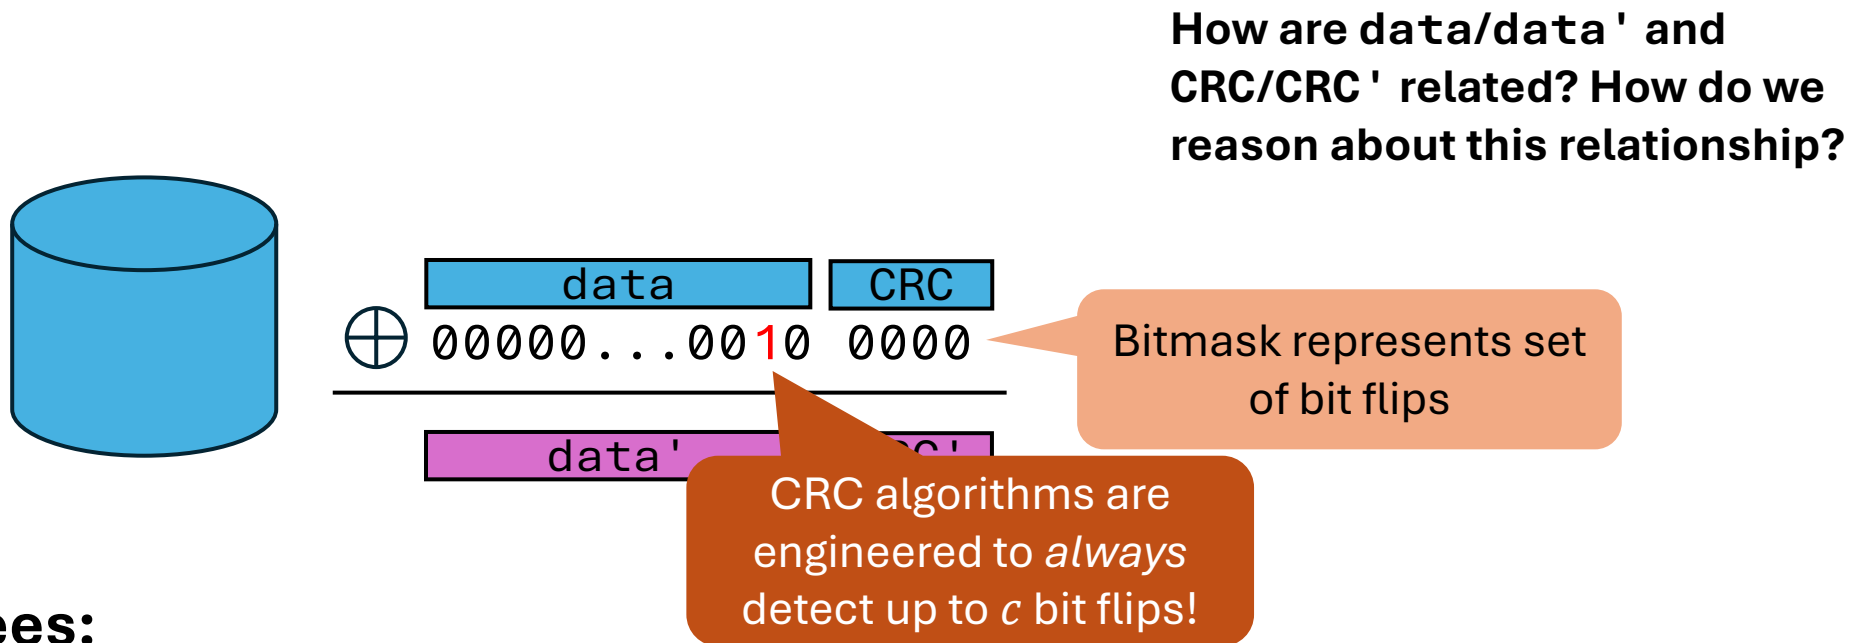 How are data/data' and
CRC/CRC' related? How do we
reason about this relationship?
data CRC
⊕ 00000...0010 0000
Bitmask represents set
of bit flips
data'
CRC algorithms are
engineered to always
detect up to c bit flips!